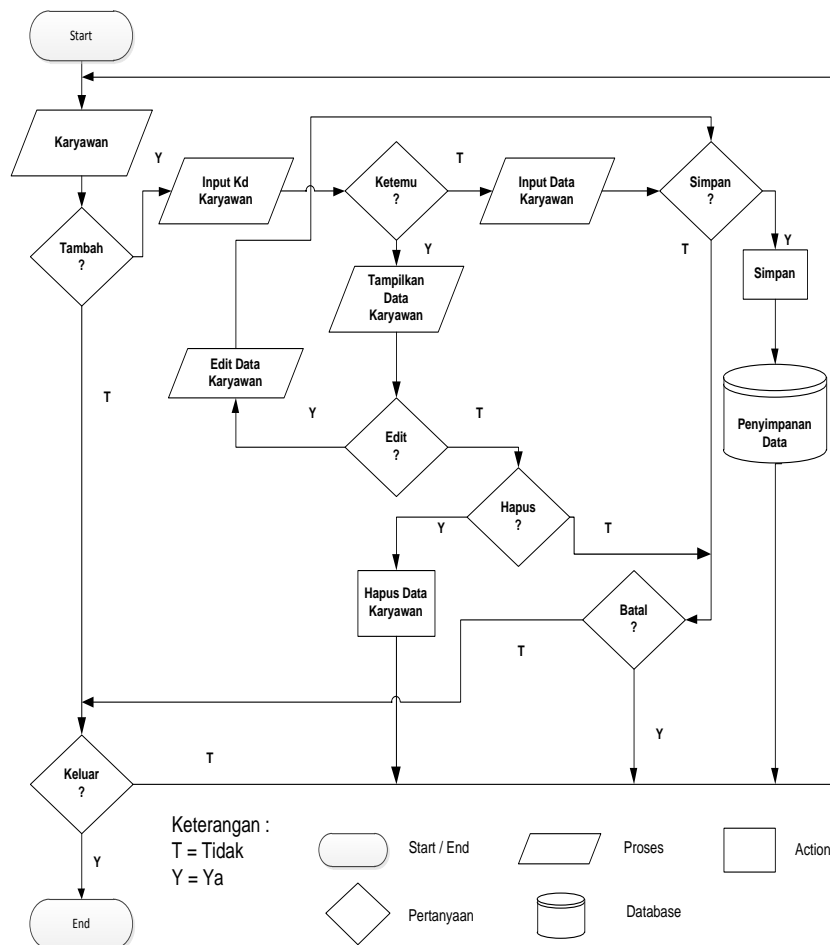 Start
Karyawan
Y
Input Kd
Karyawan
Ketemu
?
T
Input Data
Karyawan
Simpan
?
Tambah
?
Y
T
Y
Simpan
Tampilkan
Data
Karyawan
Edit Data
Karyawan
T
Penyimpanan
Data
Y
Edit
?
T
Hapus
?
Y
T
Hapus Data
Karyawan
Batal
?
T
Y
Keluar
?
T
Y
End
Keterangan :
T = Tidak
Y = Ya
Start / End
Proses
Action
Pertanyaan
Database